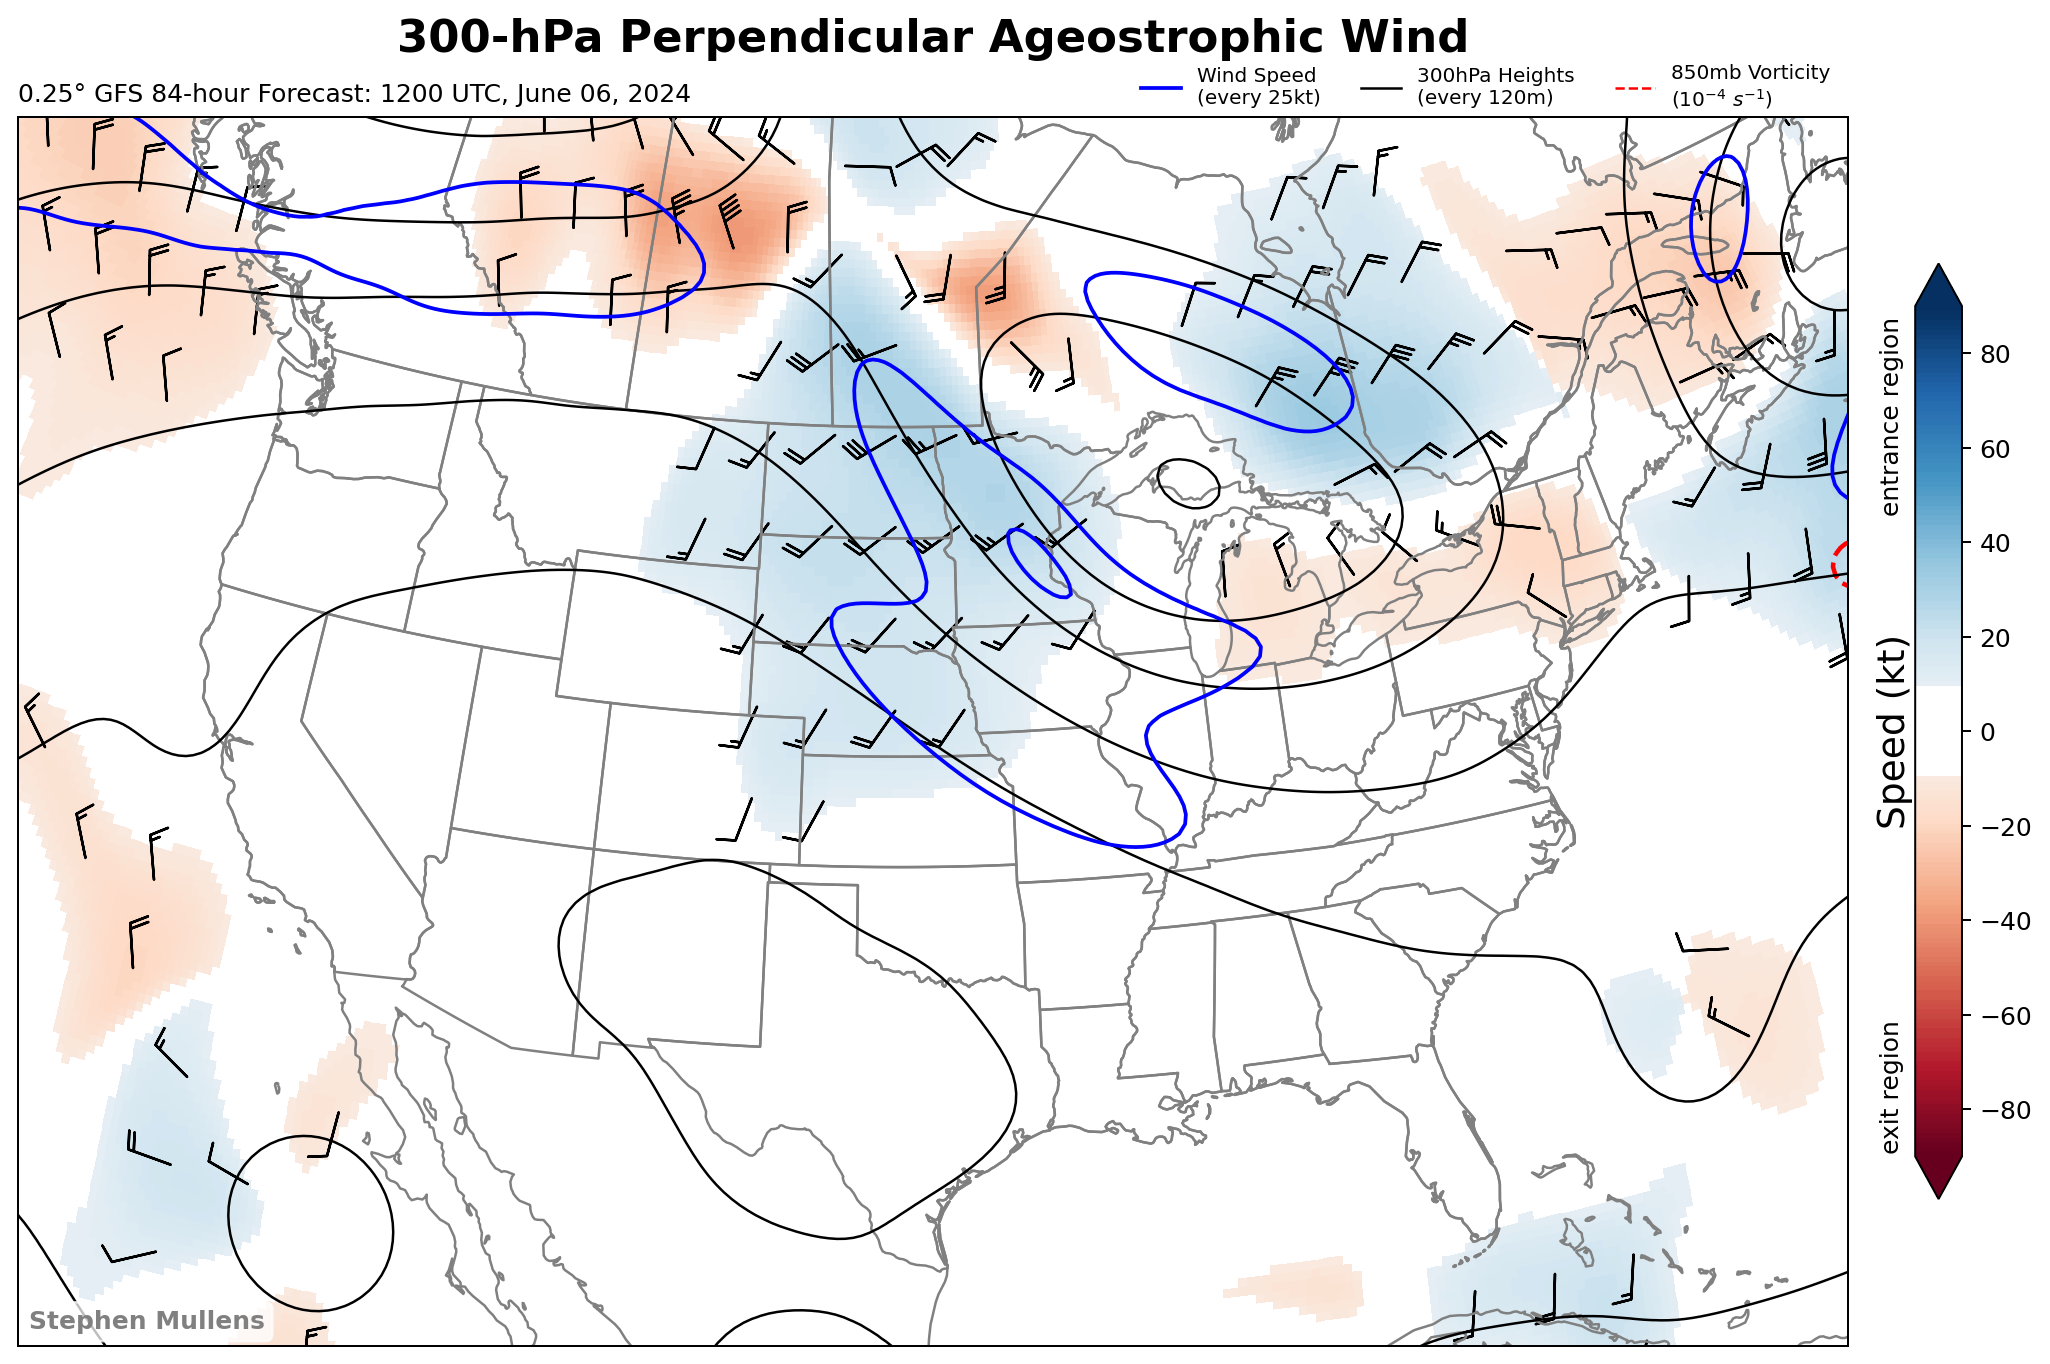 300-hPa Perpendicular Ageostrophic Wind
0.25° GFS 84-hour Forecast: 1200 UTC, June 06, 2024
Wind Speed
(every 25kt)
300hPa Heights
(every 120m)
850mb Vorticity
(10⁻⁴ s⁻¹)
80
60
40
20
0
−20
−40
−60
−80
entrance region
Speed (kt)
exit region
Stephen Mullens